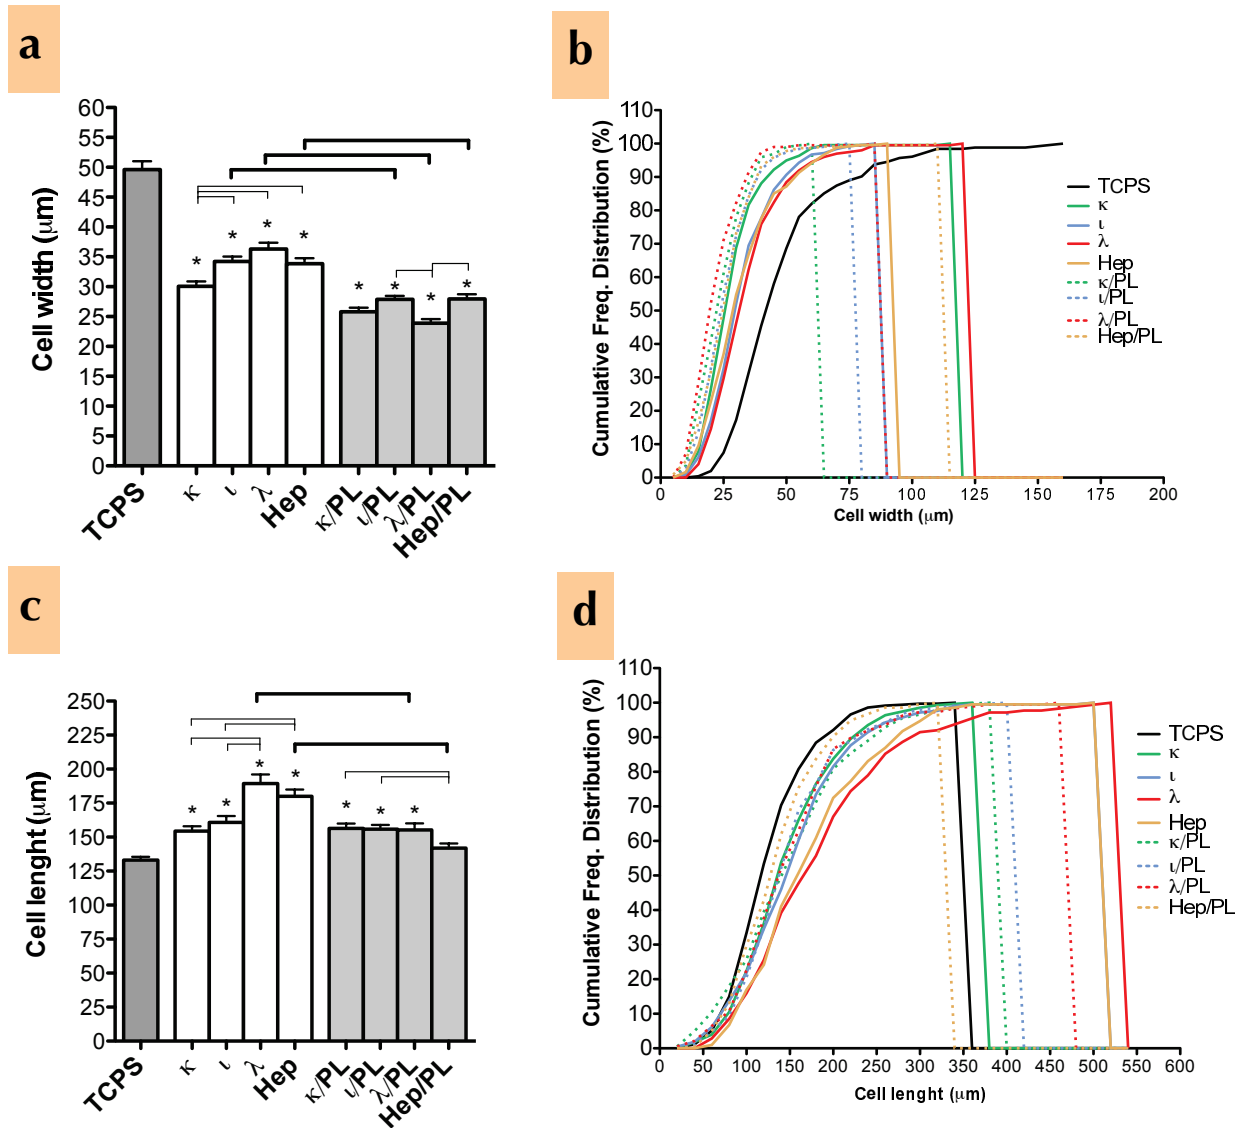 a
60
55
50
45
40
35
30
25
20
15
10
5
0
Cell width (μm)
* * * * * * * *
TCPS κ ι λ Hep κ/PL ι/PL λ/PL Hep/PL
b
110
100
90
80
70
60
50
40
30
20
10
0
Cumulative Freq. Distribution (%)
0 25 50 75 100 125 150 175 200
Cell width (μm)
TCPS
κ
ι
λ
Hep
κ/PL
ι/PL
λ/PL
Hep/PL
c
250
225
200
175
150
125
100
75
50
25
0
Cell lenght (μm)
* * * * * * *
TCPS κ ι λ Hep κ/PL ι/PL λ/PL Hep/PL
d
110
100
90
80
70
60
50
40
30
20
10
0
Cumulative Freq. Distribution (%)
0 50 100 150 200 250 300 350 400 450 500 550 600
Cell lenght (μm)
TCPS
κ
ι
λ
Hep
κ/PL
ι/PL
λ/PL
Hep/PL